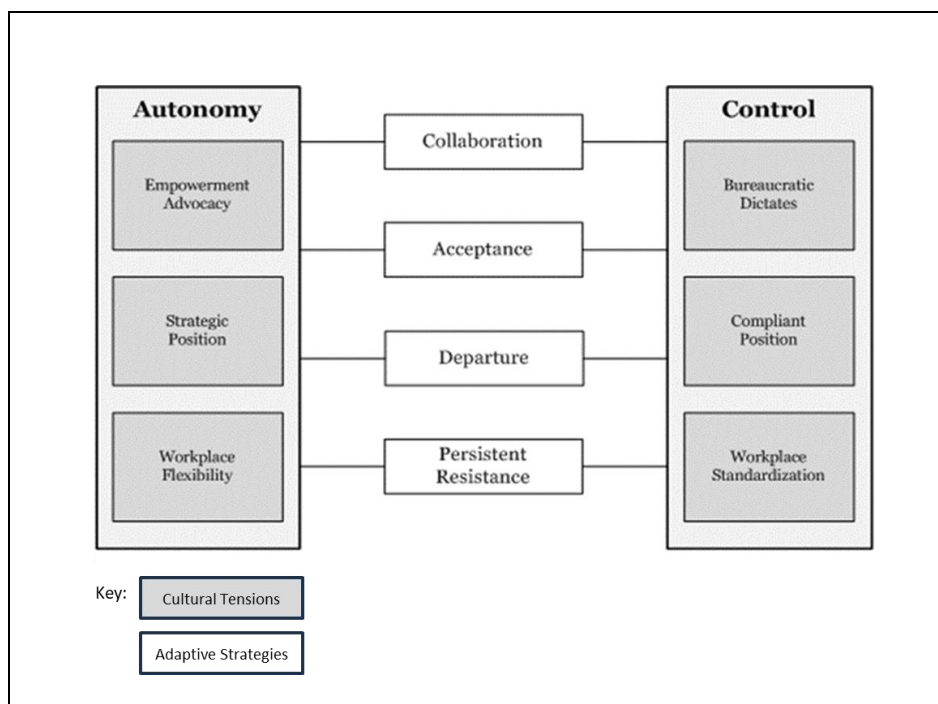 Autonomy
Empowerment
Advocacy
Strategic
Position
Workplace
Flexibility
Collaboration
Acceptance
Departure
Persistent
Resistance
Control
Bureaucratic
Dictates
Compliant
Position
Workplace
Standardization
Key:
Cultural Tensions
Adaptive Strategies